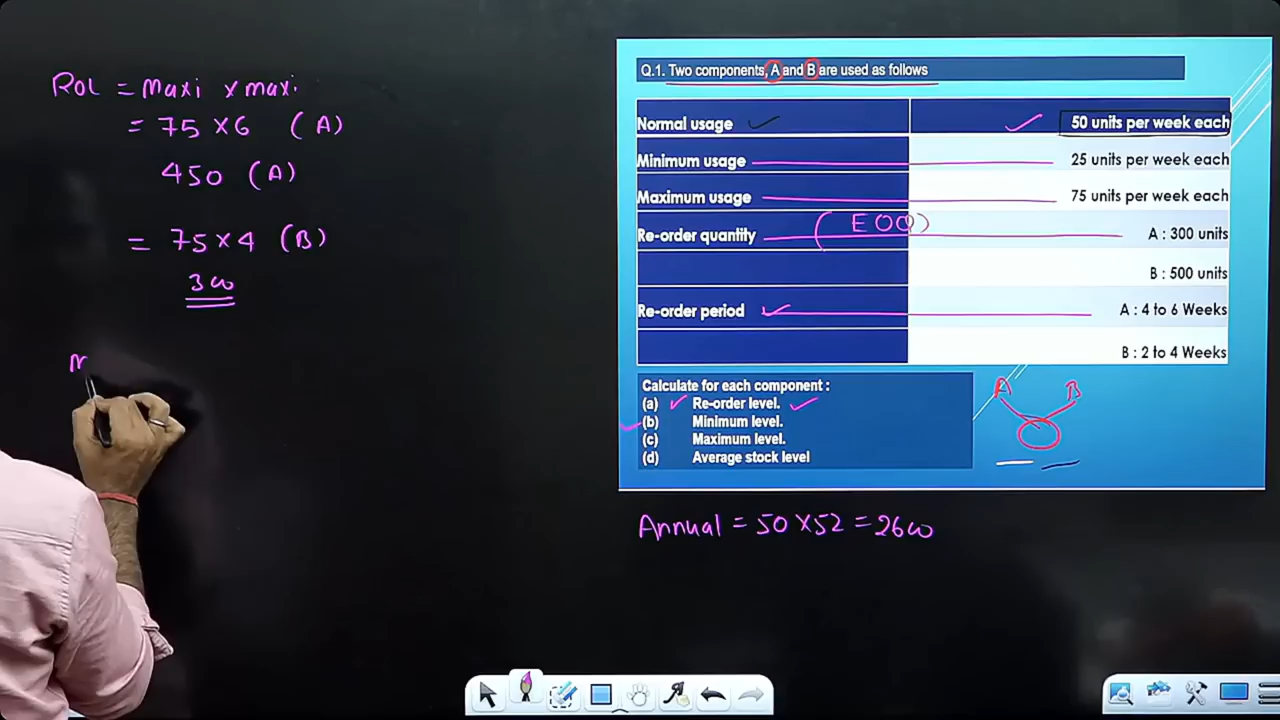 ROL = maxi × maxi
= 75 × 6 (A)
450 (A)
= 75 × 4 (B)
300
Q.1. Two components, A and B are used as follows
Normal usage 50 units per week each
Minimum usage 25 units per week each
Maximum usage 75 units per week each
Re-order quantity (EOQ) A : 300 units
B : 500 units
Re-order period A : 4 to 6 Weeks
B : 2 to 4 Weeks
Calculate for each component :
(a) Re-order level.
(b) Minimum level.
(c) Maximum level.
(d) Average stock level
A B
Annual = 50 × 52 = 2600